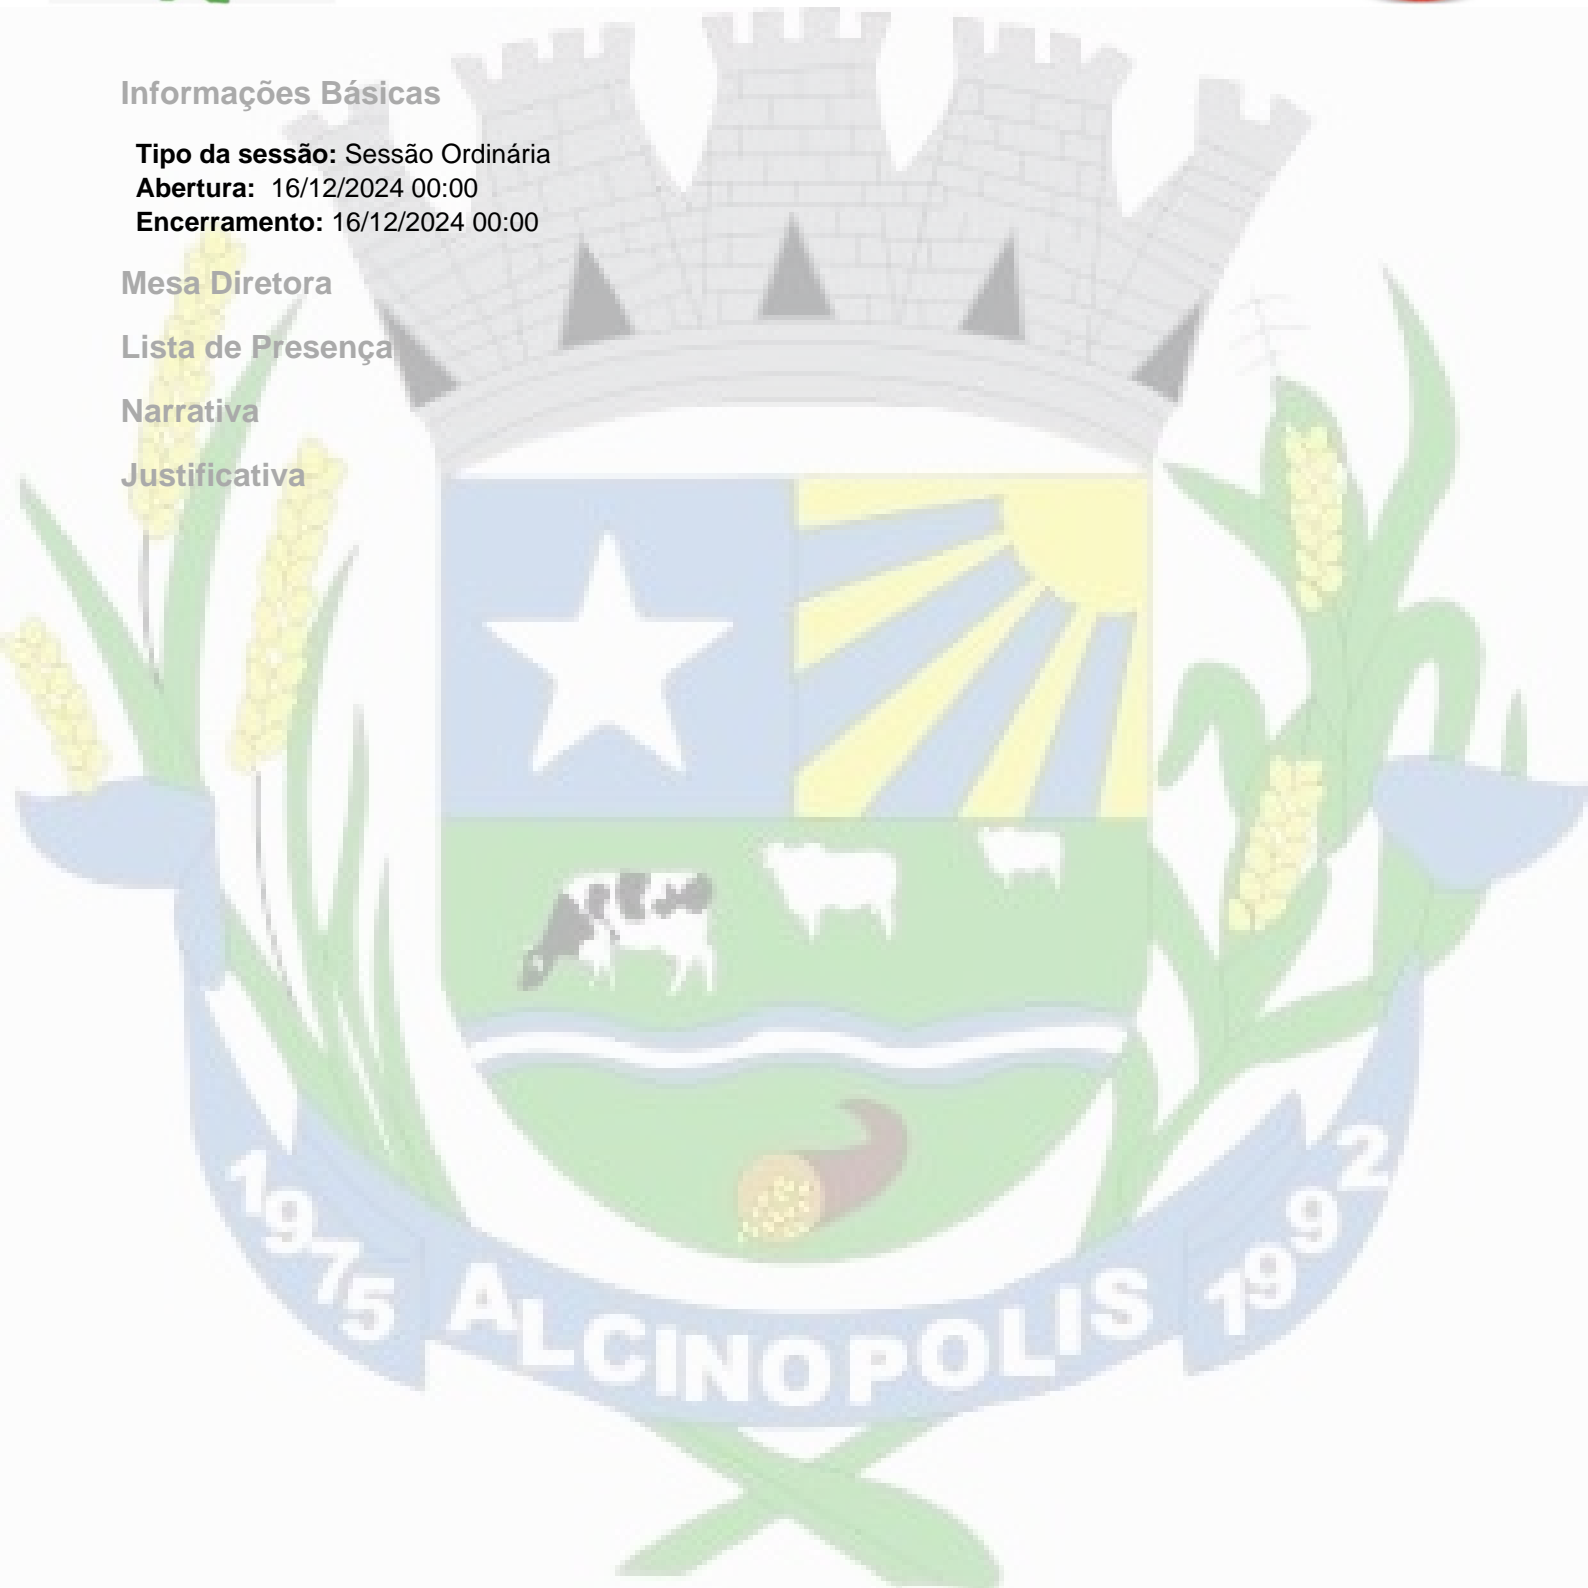 Informações Básicas
Tipo da sessão: Sessão Ordinária
Abertura:  16/12/2024 00:00
Encerramento: 16/12/2024 00:00
Mesa Diretora
Lista de Presença
Narrativa
Justificativa
1975 ALCINOPOLIS 1992